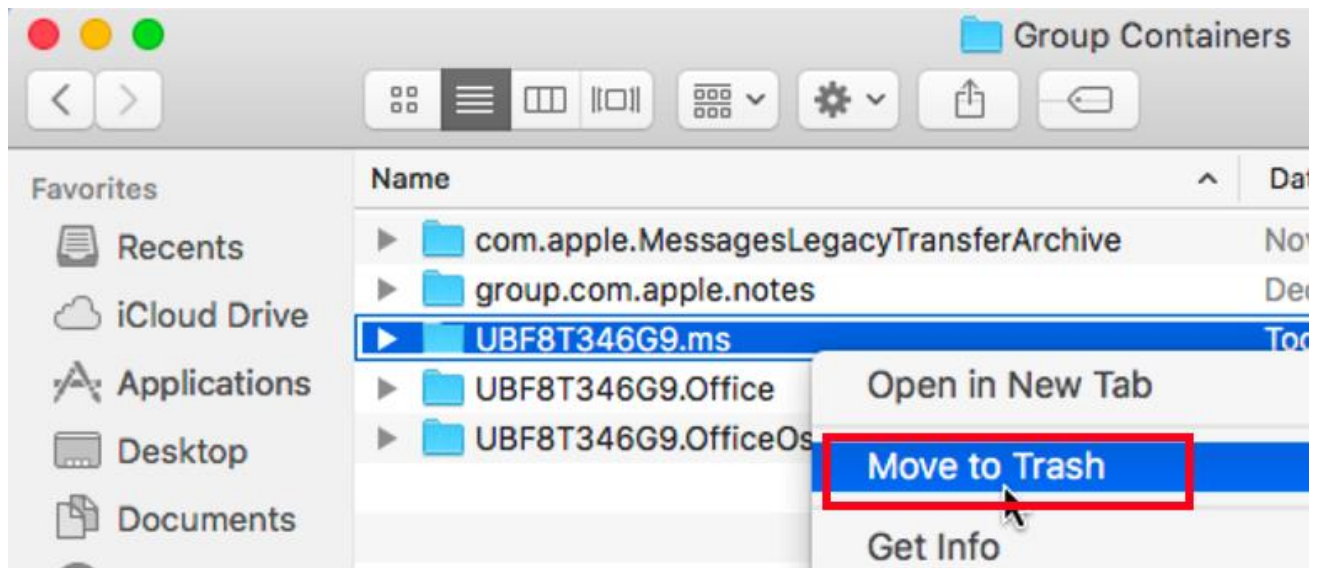 Group Containers
Favorites
Name
Recents
com.apple.MessagesLegacyTransferArchive
iCloud Drive
group.com.apple.notes
UBF8T346G9.ms
Applications
UBF8T346G9.Office
Open in New Tab
Desktop
UBF8T346G9.OfficeOs
Move to Trash
Documents
Get Info